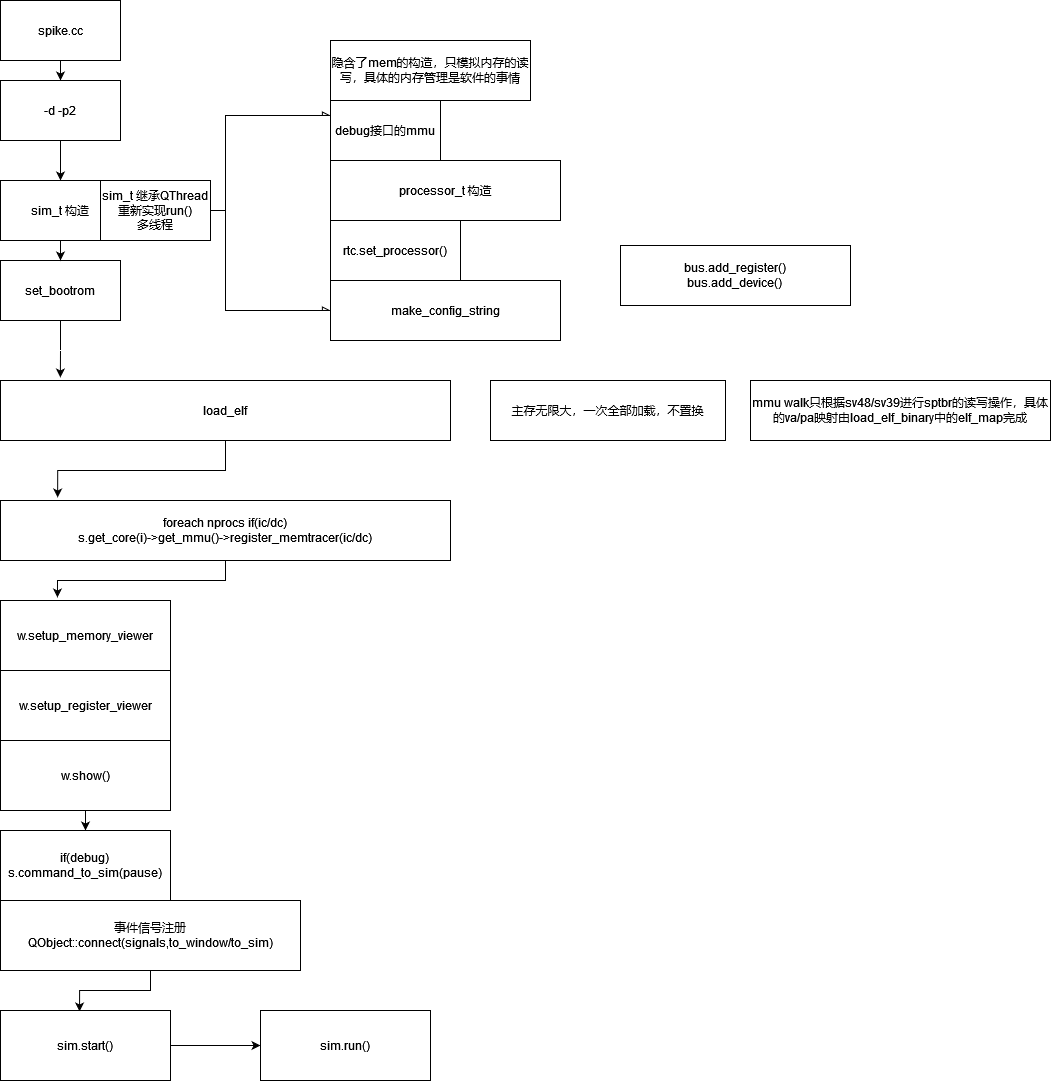 spike.cc
-d -p2
sim_t 构造
sim_t 继承QThread
重新实现run()
多线程
set_bootrom
隐含了mem的构造，只模拟内存的读
写，具体的内存管理是软件的事情
debug接口的mmu
processor_t 构造
rtc.set_processor()
make_config_string
bus.add_register()
bus.add_device()
load_elf
主存无限大，一次全部加载，不置换
mmu walk只根据sv48/sv39进行sptbr的读写操作，具体
的va/pa映射由load_elf_binary中的elf_map完成
foreach nprocs if(ic/dc)
s.get_core(i)->get_mmu()->register_memtracer(ic/dc)
w.setup_memory_viewer
w.setup_register_viewer
w.show()
if(debug)
s.command_to_sim(pause)
事件信号注册
QObject::connect(signals,to_window/to_sim)
sim.start()
sim.run()